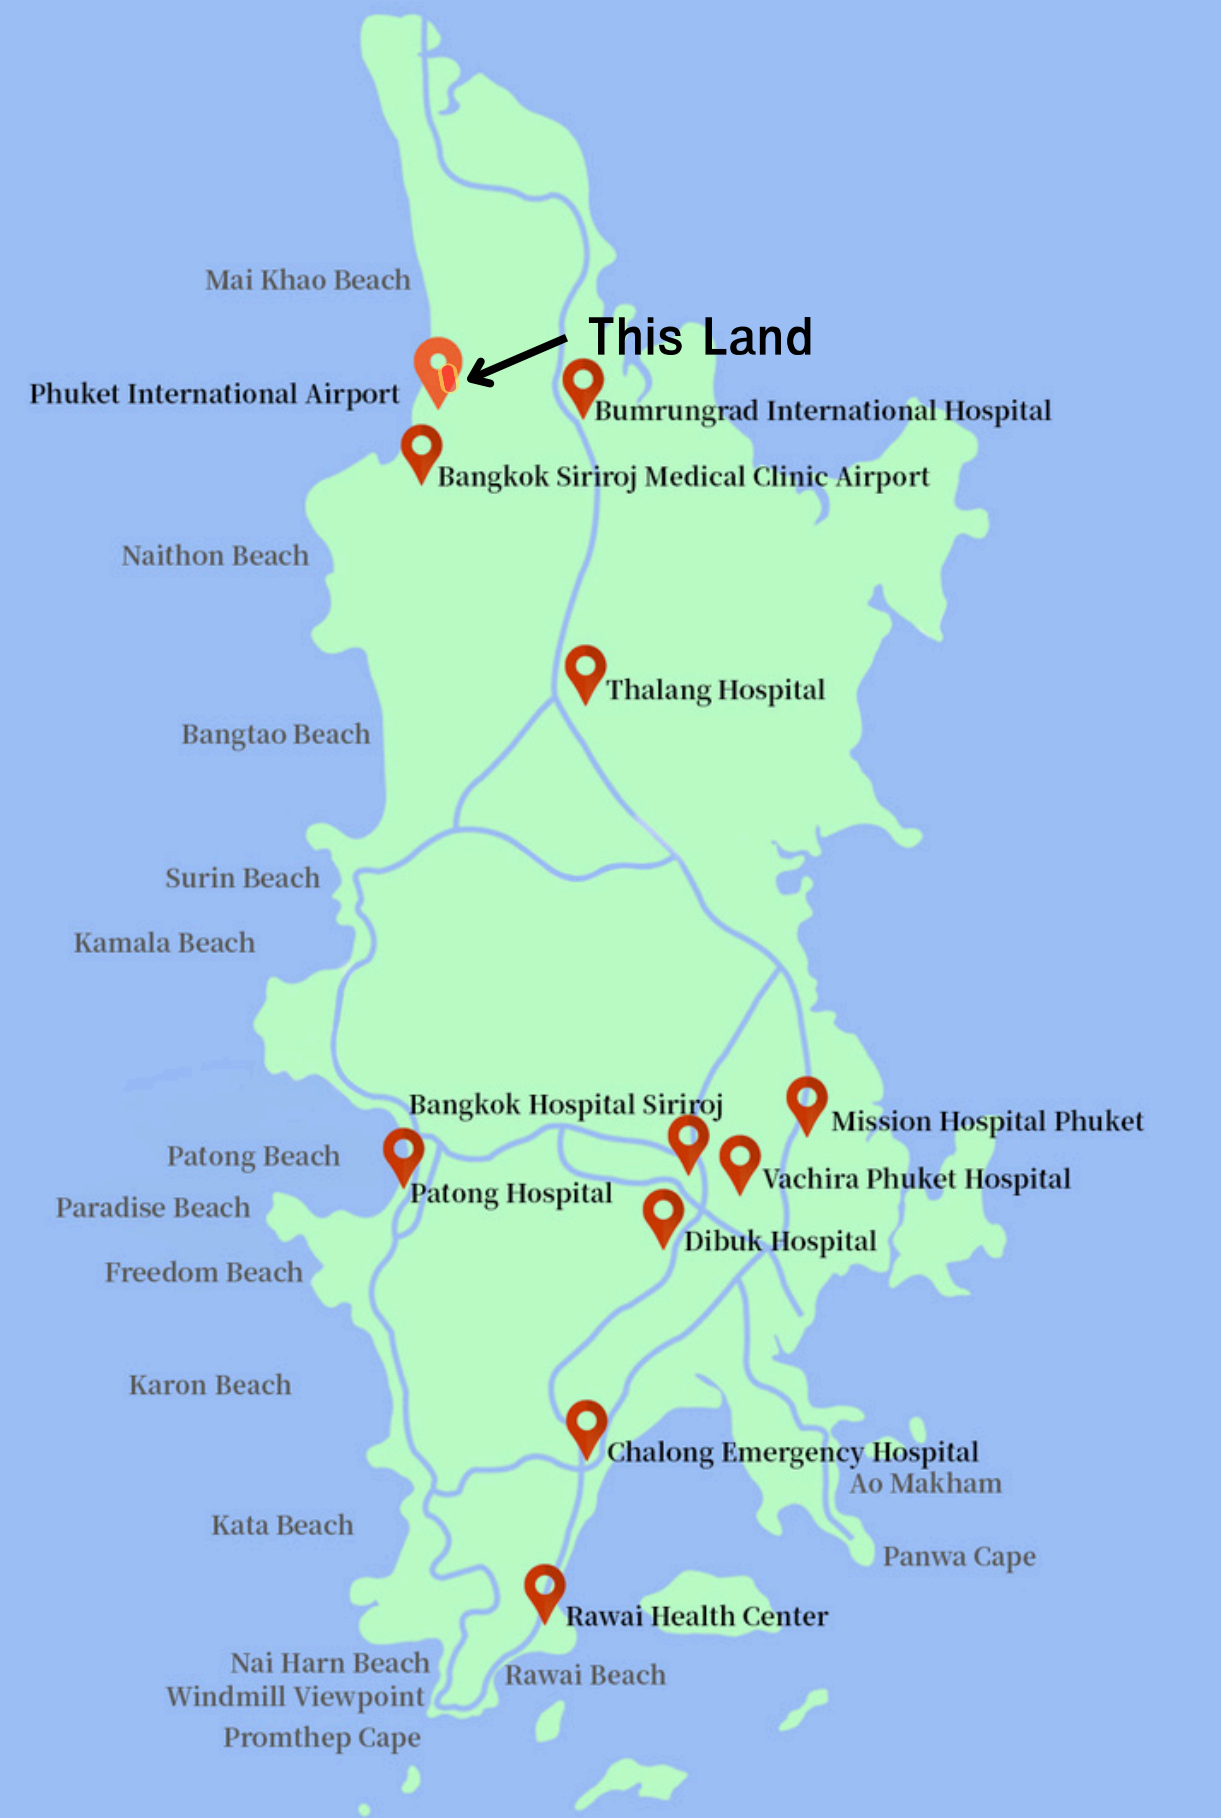 Mai Khao Beach
This Land
Phuket International Airport
Bumrungrad International Hospital
Bangkok Siriroj Medical Clinic Airport
Naithon Beach
Thalang Hospital
Bangtao Beach
Surin Beach
Kamala Beach
Bangkok Hospital Siriroj
Mission Hospital Phuket
Patong Beach
Vachira Phuket Hospital
Patong Hospital
Paradise Beach
Dibuk Hospital
Freedom Beach
Karon Beach
Chalong Emergency Hospital
Ao Makham
Kata Beach
Panwa Cape
Rawai Health Center
Nai Harn Beach
Rawai Beach
Windmill Viewpoint
Promthep Cape